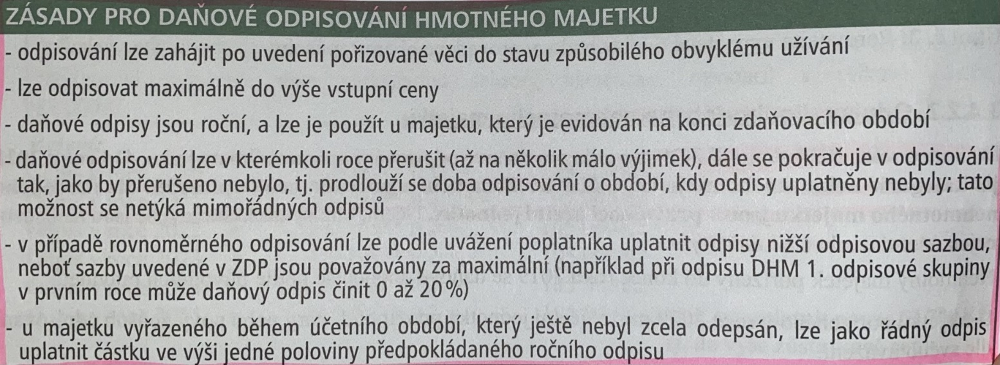 ZÁSADY PRO DAŇOVÉ ODPISOVÁNÍ HMOTNÉHO MAJETKU
- odpisování lze zahájit po uvedení pořizované věci do stavu způsobilého obvyklému užívání
- lze odpisovat maximálně do výše vstupní ceny
- daňové odpisy jsou roční, a lze je použít u majetku, který je evidován na konci zdaňovacího období
- daňové odpisování lze v kterémkoli roce přerušit (až na několik málo výjimek), dále se pokračuje v odpisování
tak, jako by přerušeno nebylo, tj. prodlouží se doba odpisování o období, kdy odpisy uplatněny nebyly; tato
možnost se netýká mimořádných odpisů
- v případě rovnoměrného odpisování lze podle uvážení poplatníka uplatnit odpisy nižší odpisovou sazbou,
neboť sazby uvedené v ZDP jsou považovány za maximální (například při odpisu DHM 1. odpisové skupiny
v prvním roce může daňový odpis činit 0 až 20 %)
- u majetku vyřazeného během účetního období, který ještě nebyl zcela odepsán, lze jako řádný odpis
uplatnit částku ve výši jedné poloviny předpokládaného ročního odpisu